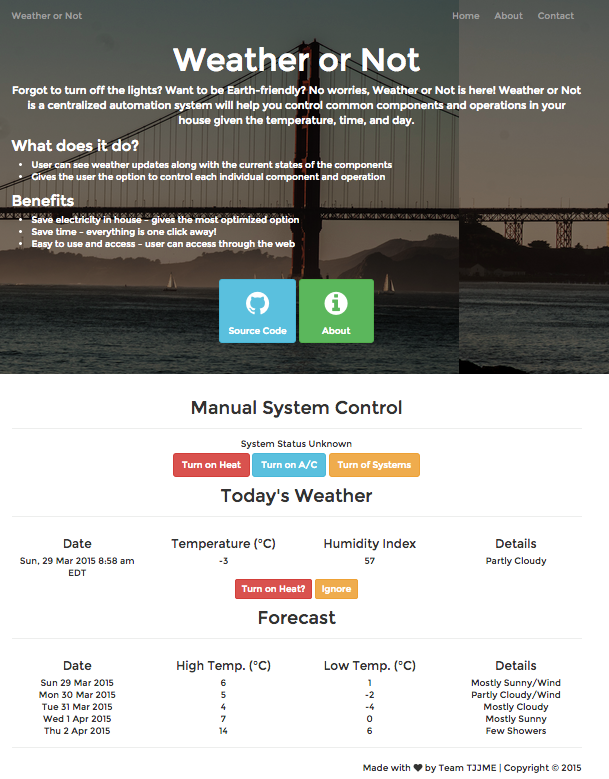 Weather or Not Home About Contact
Weather or Not
Forgot to turn off the lights? Want to be Earth-friendly? No worries, Weather or Not is here! Weather or Not
is a centralized automation system will help you control common components and operations in your
house given the temperature, time, and day.
What does it do?
• User can see weather updates along with the current states of the components
• Gives the user the option to control each individual component and operation
Benefits
• Save electricity in house – gives the most optimized option
• Save time – everything is one click away!
• Easy to use and access – user can access through the web
Source Code About
Manual System Control
System Status Unknown
Turn on Heat Turn on A/C Turn of Systems
Today's Weather
Date Temperature (°C) Humidity Index Details
Sun, 29 Mar 2015 8:58 am -3 57 Partly Cloudy
EDT
Turn on Heat? Ignore
Forecast
Date High Temp. (°C) Low Temp. (°C) Details
Sun 29 Mar 2015 6 1 Mostly Sunny/Wind
Mon 30 Mar 2015 5 -2 Partly Cloudy/Wind
Tue 31 Mar 2015 4 -4 Mostly Cloudy
Wed 1 Apr 2015 7 0 Mostly Sunny
Thu 2 Apr 2015 14 6 Few Showers
Made with ♥ by Team TJJME | Copyright © 2015